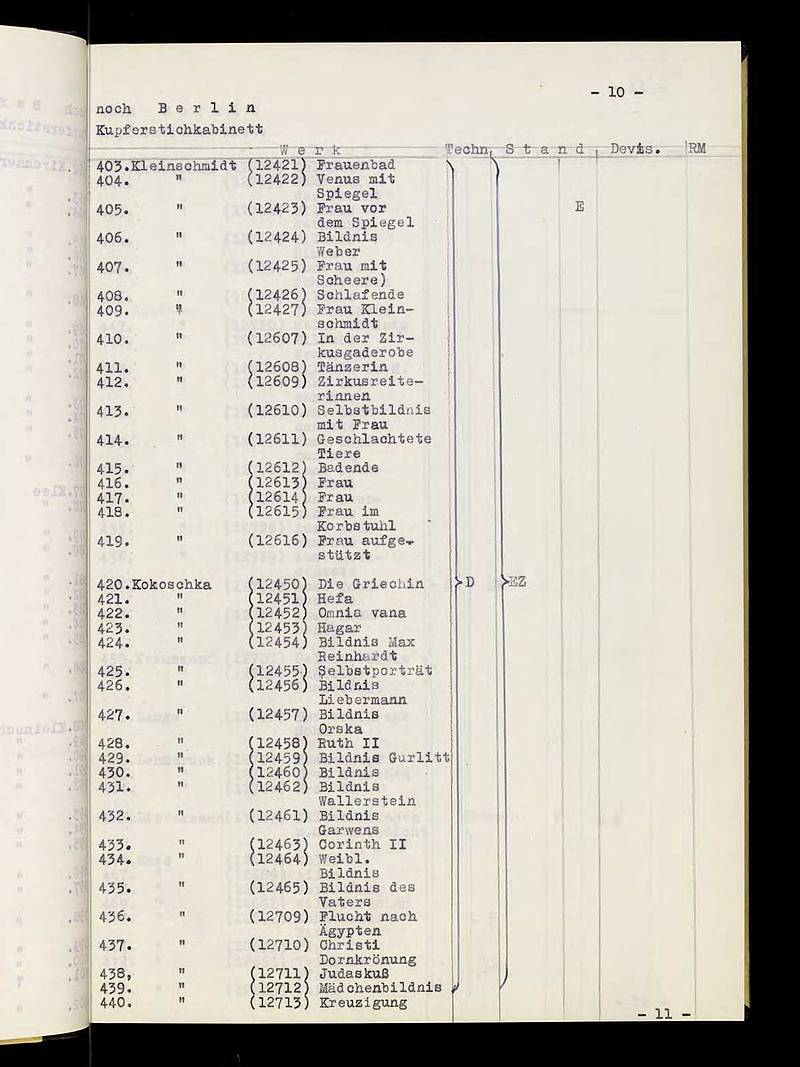 - 10 -
noch B e r l i n
Kupferstichkabinett
W e r k Techn. S t a n d Devis. RM
403.Kleinschmidt (12421) Frauenbad
404. " (12422) Venus mit
Spiegel
405. " (12423) Frau vor E
dem Spiegel
406. " (12424) Bildnis
Weber
407. " (12425) Frau mit
Scheere)
408. " (12426) Schlafende
409. " (12427) Frau Klein-
schmidt
410. " (12607) In der Zir-
kusgaderobe
411. " (12608) Tänzerin
412. " (12609) Zirkusreite-
rinnen
413. " (12610) Selbstbildnis
mit Frau
414. " (12611) Geschlachtete
Tiere
415. " (12612) Badende
416. " (12613) Frau
417. " (12614) Frau
418. " (12615) Frau im
Korbstuhl
419. " (12616) Frau aufge-
stützt
420.Kokoschka (12450) Die Griechin D EZ
421. " (12451) Hefa
422. " (12452) Omnia vana
423. " (12453) Hagar
424. " (12454) Bildnis Max
Reinhardt
425. " (12455) Selbstporträt
426. " (12456) Bildnis
Liebermann
427. " (12457) Bildnis
Orska
428. " (12458) Ruth II
429. " (12459) Bildnis Gurlitt
430. " (12460) Bildnis
431. " (12462) Bildnis
Wallerstein
432. " (12461) Bildnis
Garwens
433. " (12463) Corinth II
434. " (12464) Weibl.
Bildnis
435. " (12465) Bildnis des
Vaters
436. " (12709) Flucht nach
Ägypten
437. " (12710) Christi
Dornkrönung
438, " (12711) Judaskuß
439. " (12712) Mädchenbildnis
440. " (12713) Kreuzigung
- 11 -